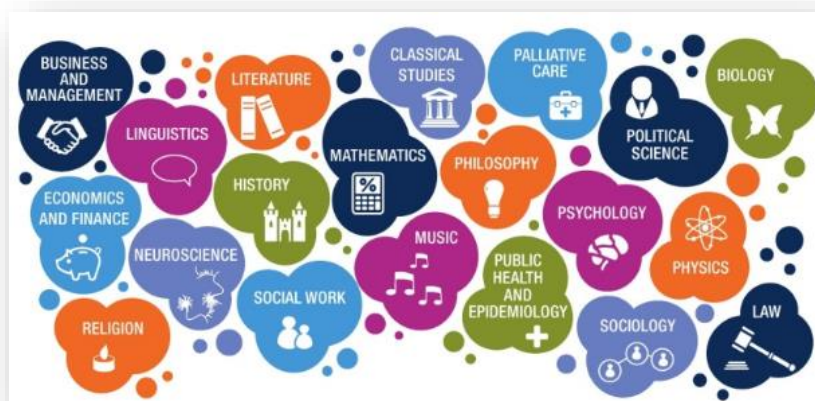 BUSINESS
AND
MANAGEMENT
LITERATURE
CLASSICAL
STUDIES
PALLIATIVE
CARE
BIOLOGY
LINGUISTICS
MATHEMATICS
POLITICAL
SCIENCE
HISTORY
PHILOSOPHY
ECONOMICS
AND FINANCE
PSYCHOLOGY
NEUROSCIENCE
MUSIC
PUBLIC
HEALTH
AND
EPIDEMIOLOGY
PHYSICS
SOCIAL WORK
RELIGION
SOCIOLOGY
LAW
%